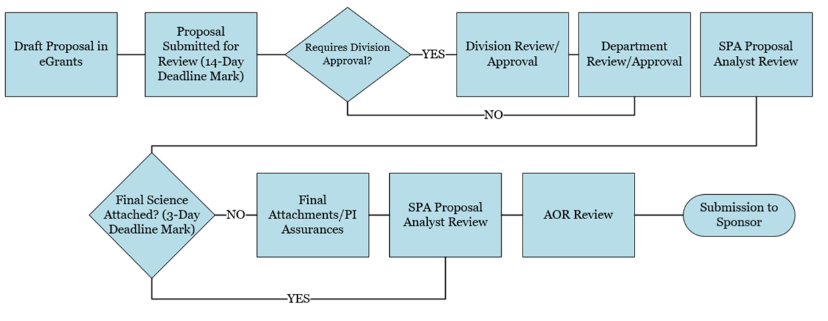 Draft Proposal in
eGrants
Proposal
Submitted for
Review (14-Day
Deadline Mark)
Requires Division
Approval?
YES
Division Review/
Approval
Department
Review/Approval
SPA Proposal
Analyst Review
NO
Final Science
Attached? (3-Day
Deadline Mark)
NO
Final
Attachments/PI
Assurances
SPA Proposal
Analyst Review
AOR Review
Submission to
Sponsor
YES